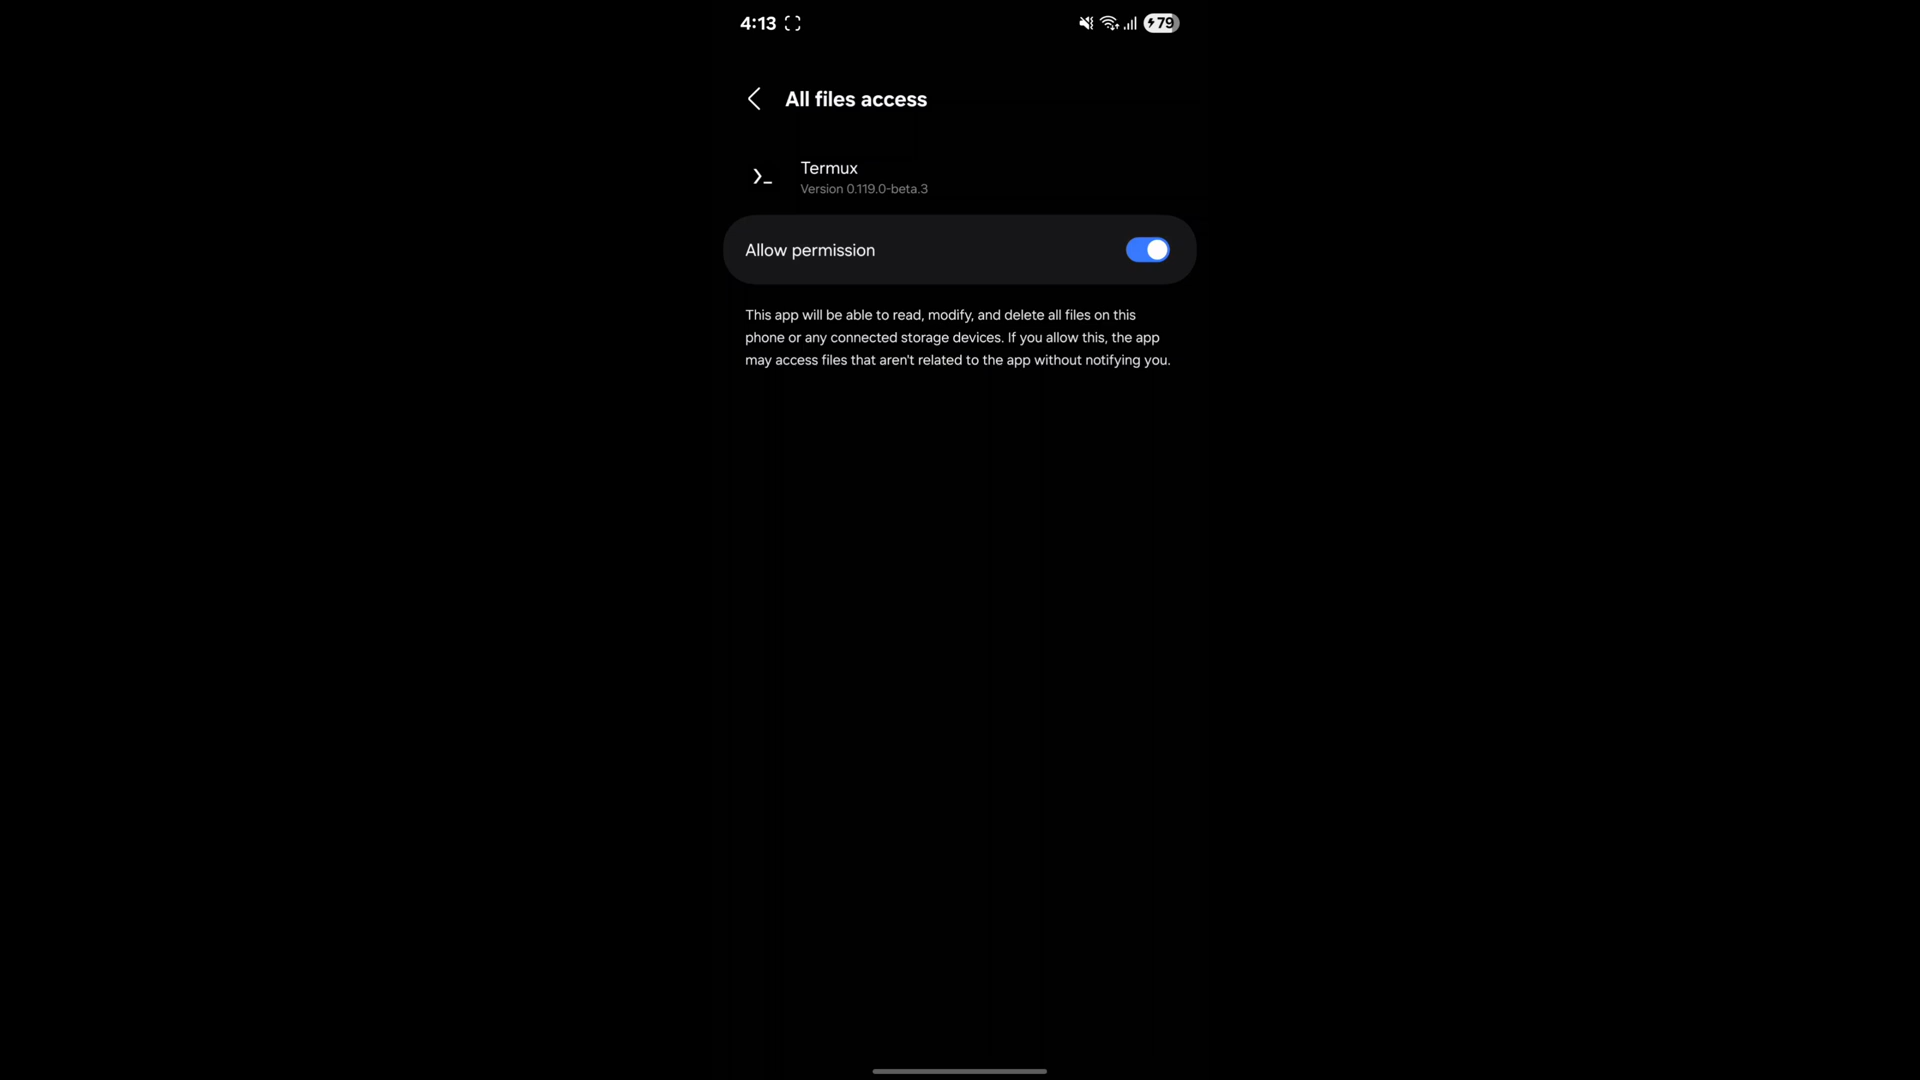 4:13
79
All files access
Termux
Version 0.119.0-beta.3
Allow permission
This app will be able to read, modify, and delete all files on this
phone or any connected storage devices. If you allow this, the app
may access files that aren't related to the app without notifying you.